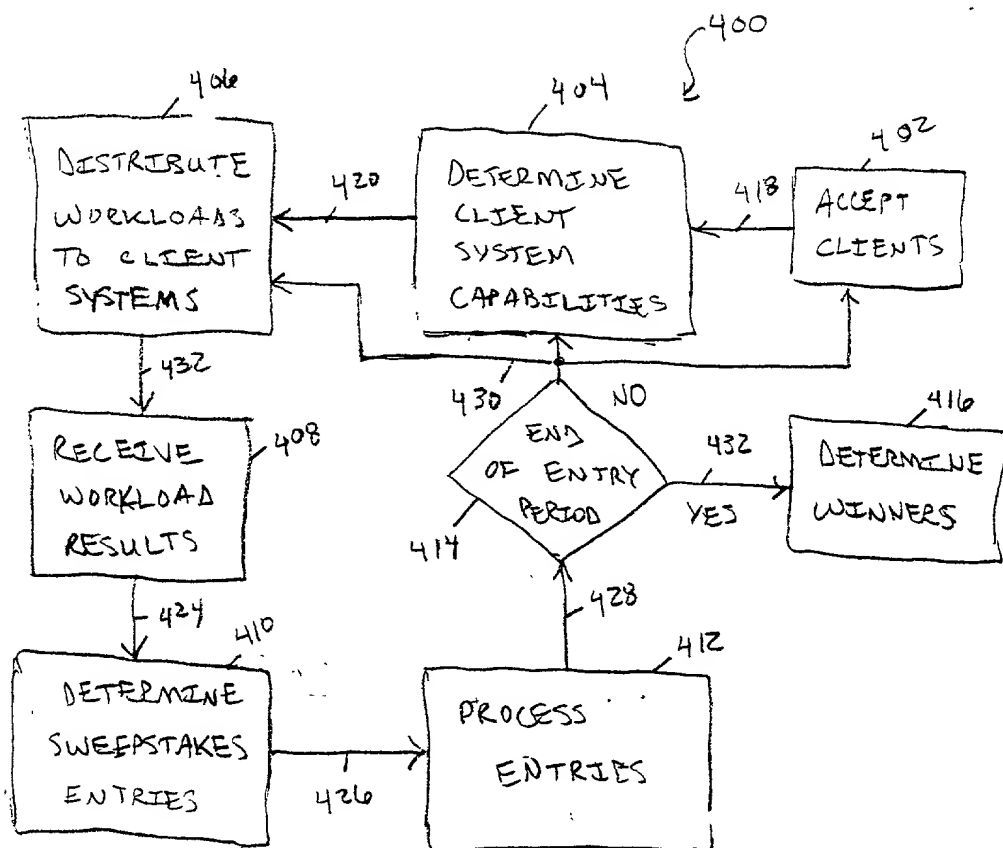 400
406
404
402
DISTRIBUTE
WORKLOADS
TO CLIENT
SYSTEMS
420
DETERMINE
CLIENT
SYSTEM
CAPABILITIES
418
ACCEPT
CLIENTS
432
430
NO
408
RECEIVE
WORKLOAD
RESULTS
END
OF ENTRY
PERIOD
414
432
YES
416
DETERMINE
WINNERS
424
410
428
412
DETERMINE
SWEEPSTAKES
ENTRIES
426
PROCESS
ENTRIES